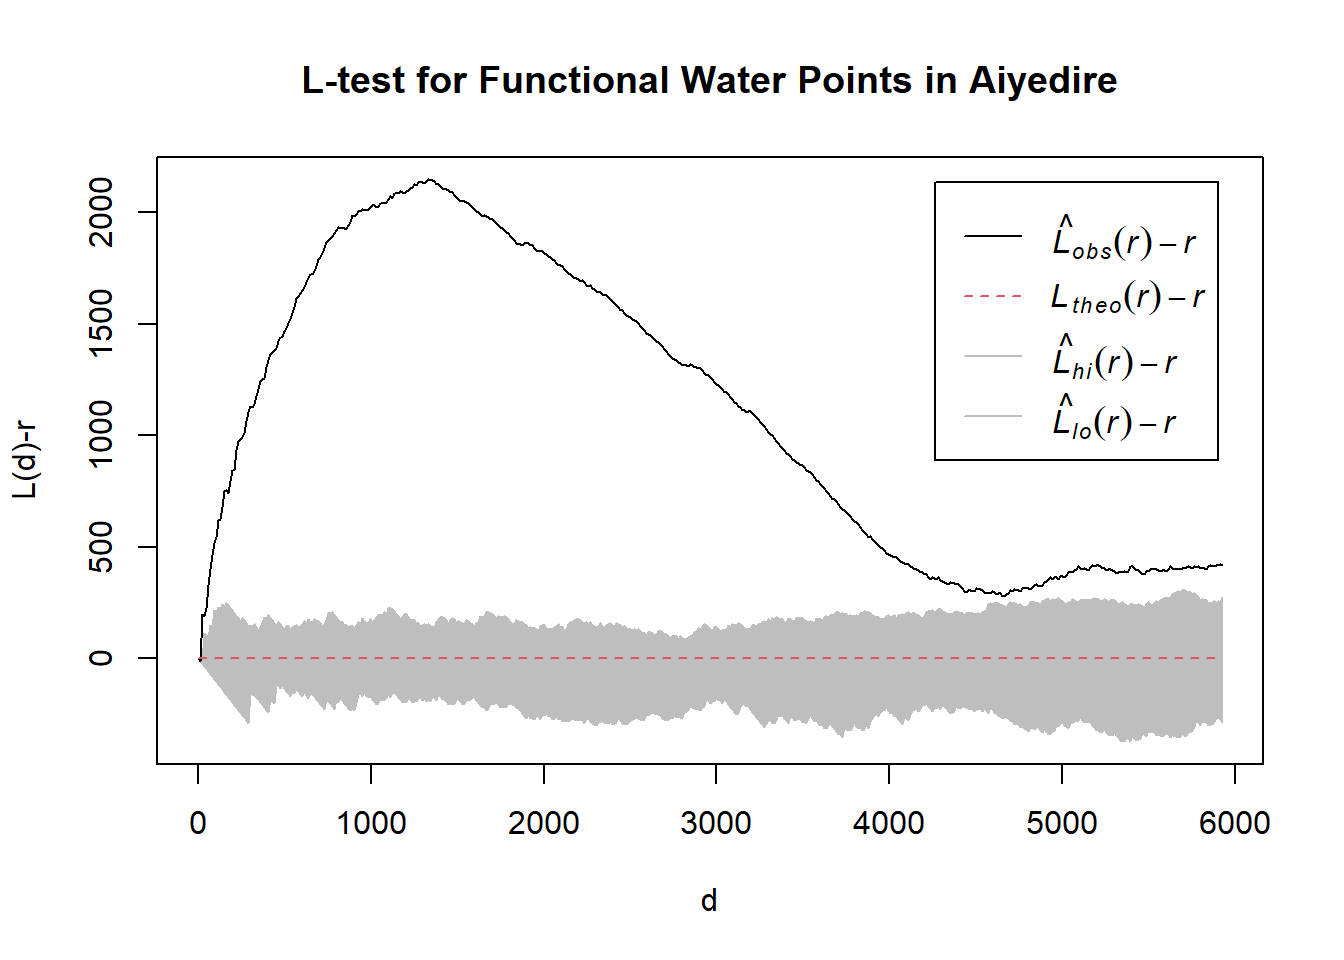 L-test for Functional Water Points in Aiyedire
L(d)-r
2000
1500
1000
500
0
L̂obs(r) – r
Ltheo(r) – r
L̂hi(r) – r
L̂lo(r) – r
0 1000 2000 3000 4000 5000 6000
d